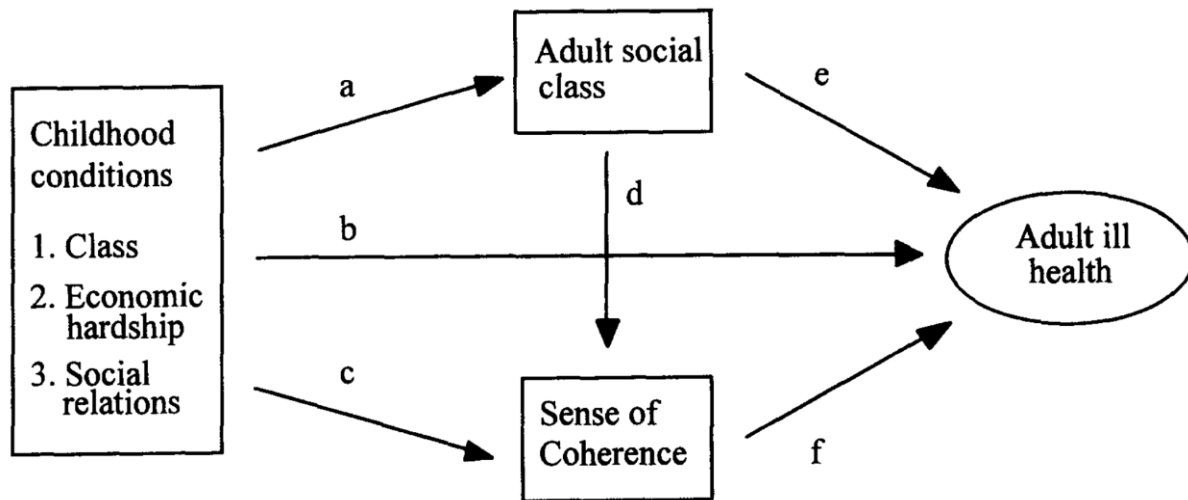 Childhood
conditions
1. Class
2. Economic
hardship
3. Social
relations
a
b
c
Adult social
class
d
Sense of
Coherence
e
f
Adult ill
health